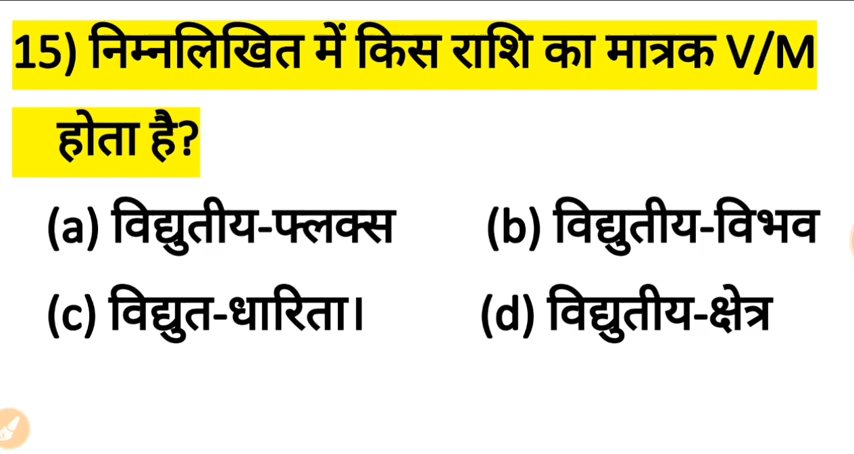 15) निम्नलिखित में किस राशि का मात्रक V/M
होता है?
(a) विद्युतीय-फ्लक्स (b) विद्युतीय-विभव
(c) विद्युत-धारिता। (d) विद्युतीय-क्षेत्र